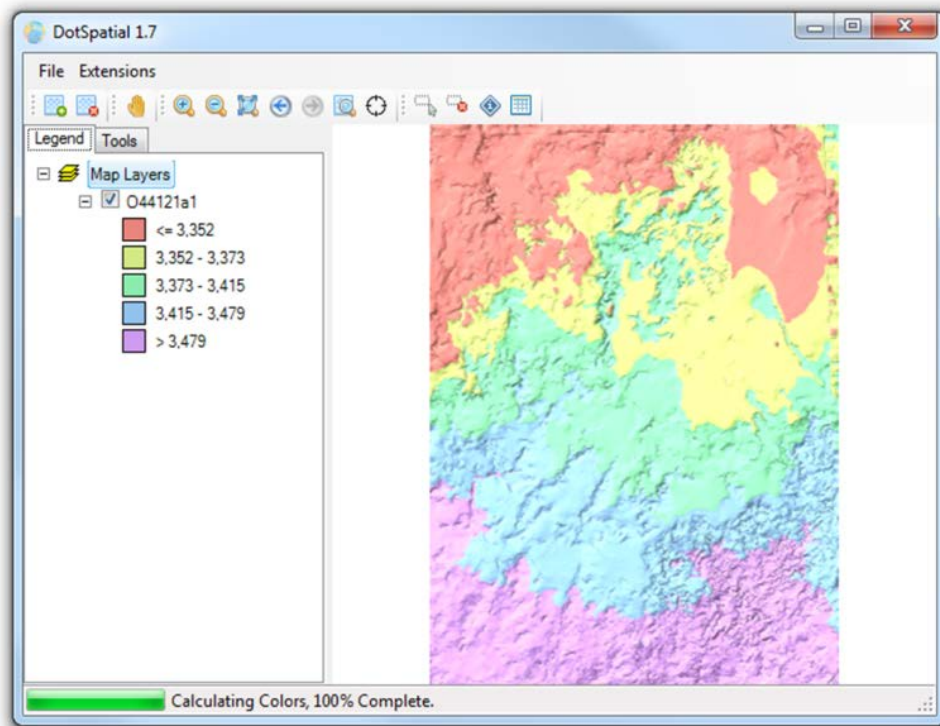 DotSpatial 1.7
File Extensions
Legend Tools
Map Layers
O44121a1
<= 3,352
3,352 - 3,373
3,373 - 3,415
3,415 - 3,479
> 3,479
Calculating Colors, 100% Complete.